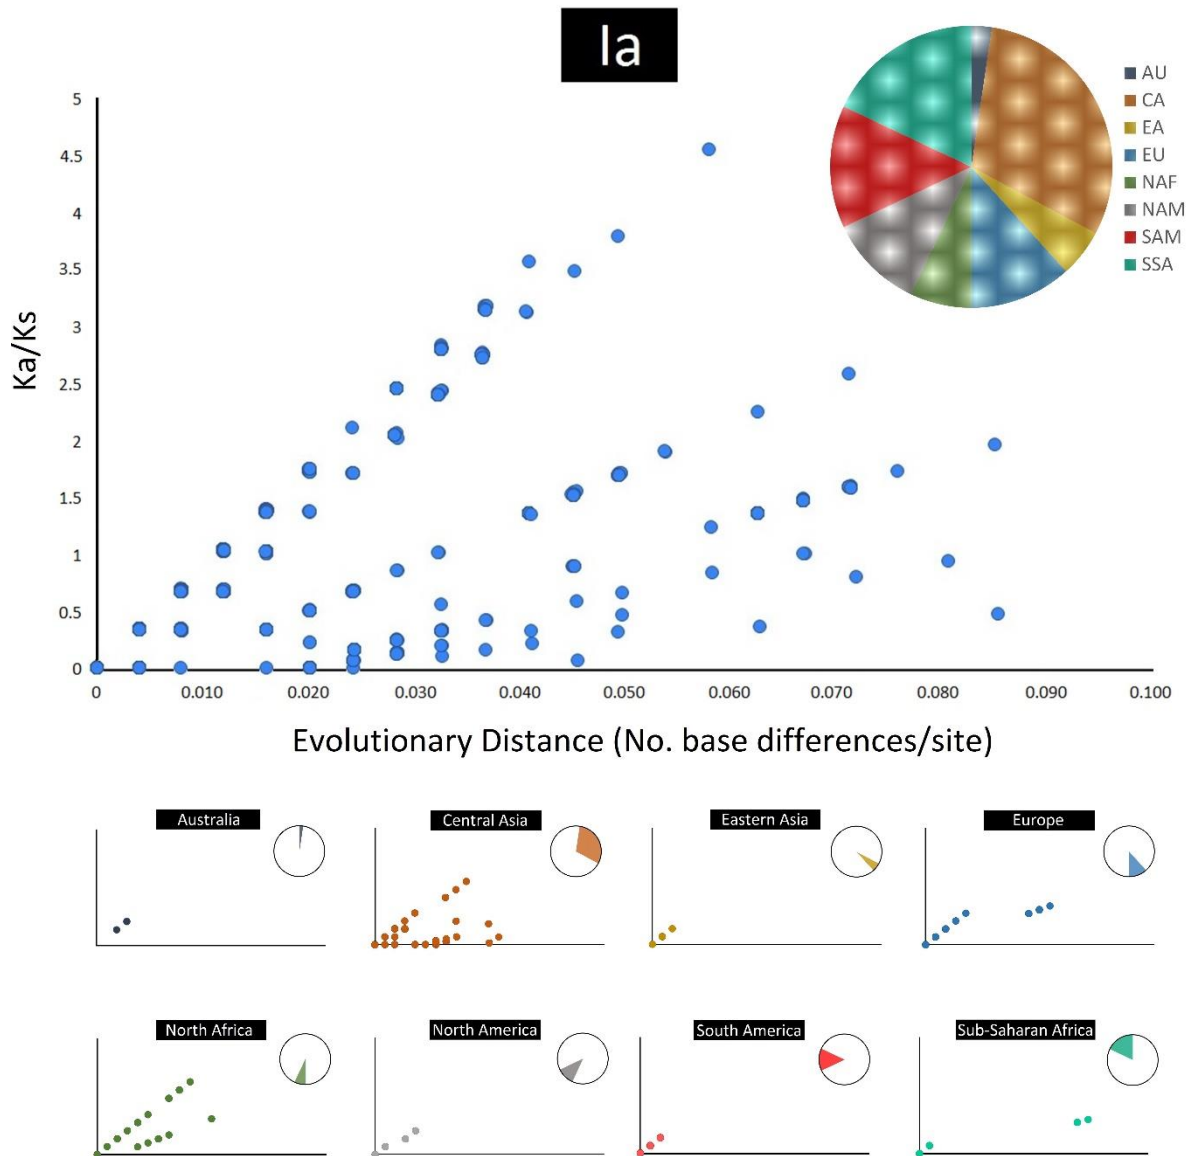 Ia
AU
CA
EA
EU
NAF
NAM
SAM
SSA
5
4.5
4
3.5
3
2.5
2
1.5
1
0.5
0
Ka/Ks
0 0.010 0.020 0.030 0.040 0.050 0.060 0.070 0.080 0.090 0.100
Evolutionary Distance (No. base differences/site)
Australia Central Asia Eastern Asia Europe
North Africa North America South America Sub-Saharan Africa